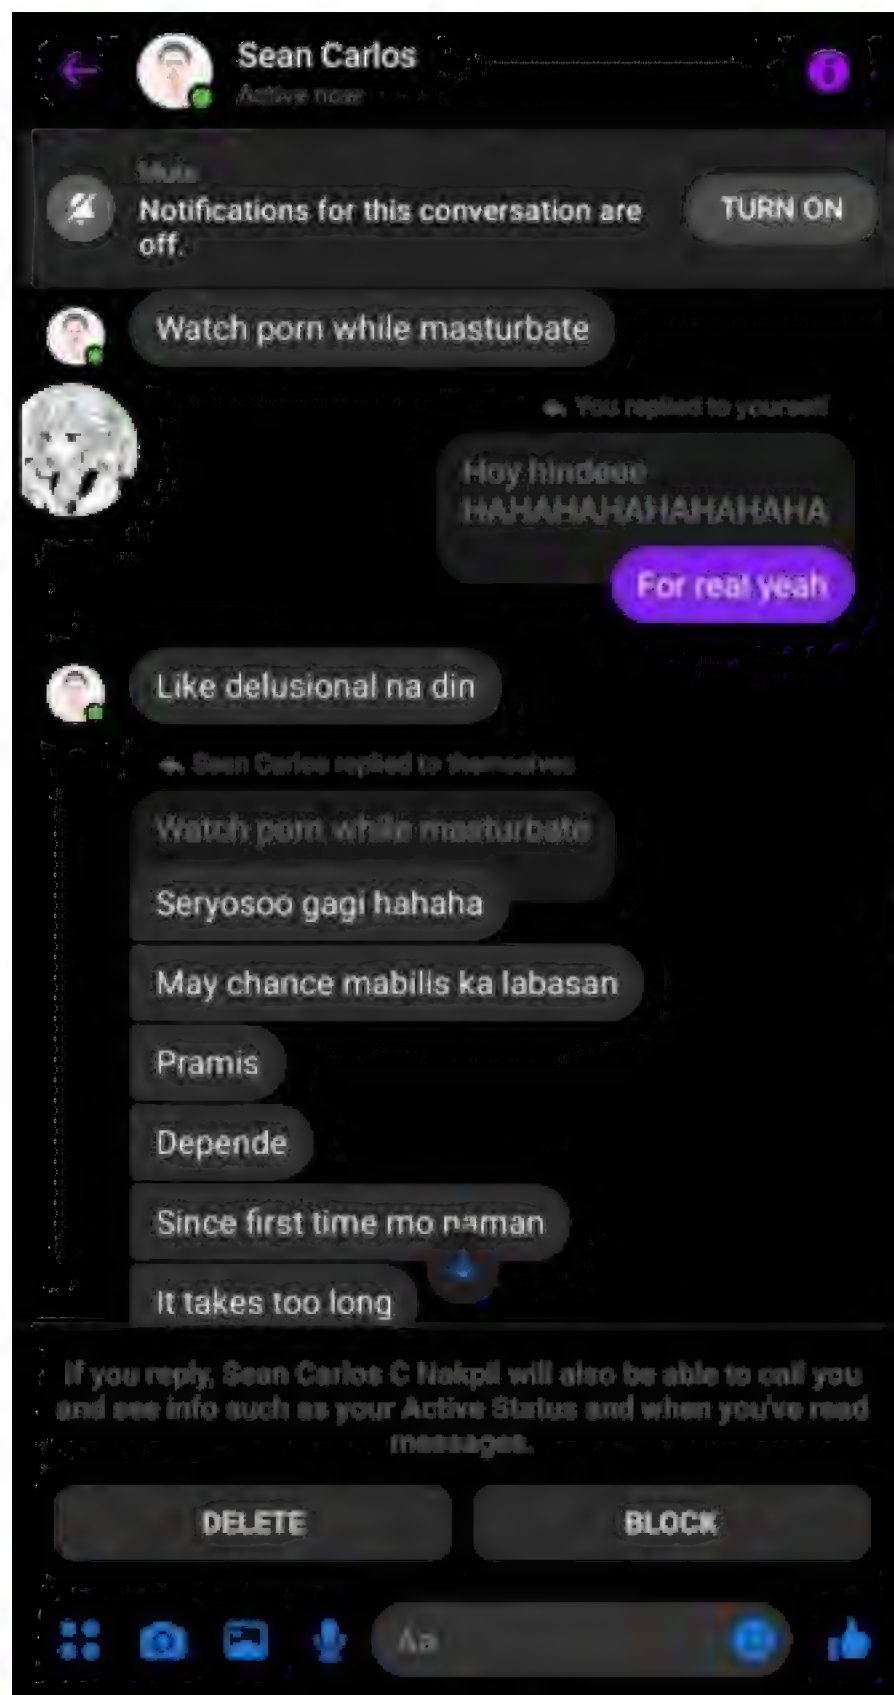 Sean Carlos
Active now
Mute
Notifications for this conversation are
off.
TURN ON
Watch porn while masturbate
You replied to yourself
Hoy hindeee
HAHAHAHAHAHAHAHA
For real yeah
Like delusional na din
Sean Carlos replied to themselves
Watch porn while masturbate
Seryosoo gagi hahaha
May chance mabilis ka labasan
Pramis
Depende
Since first time mo naman
It takes too long
If you reply, Sean Carlos C Nakpil will also be able to call you
and see info such as your Active Status and when you've read
messages.
DELETE
BLOCK
Aa